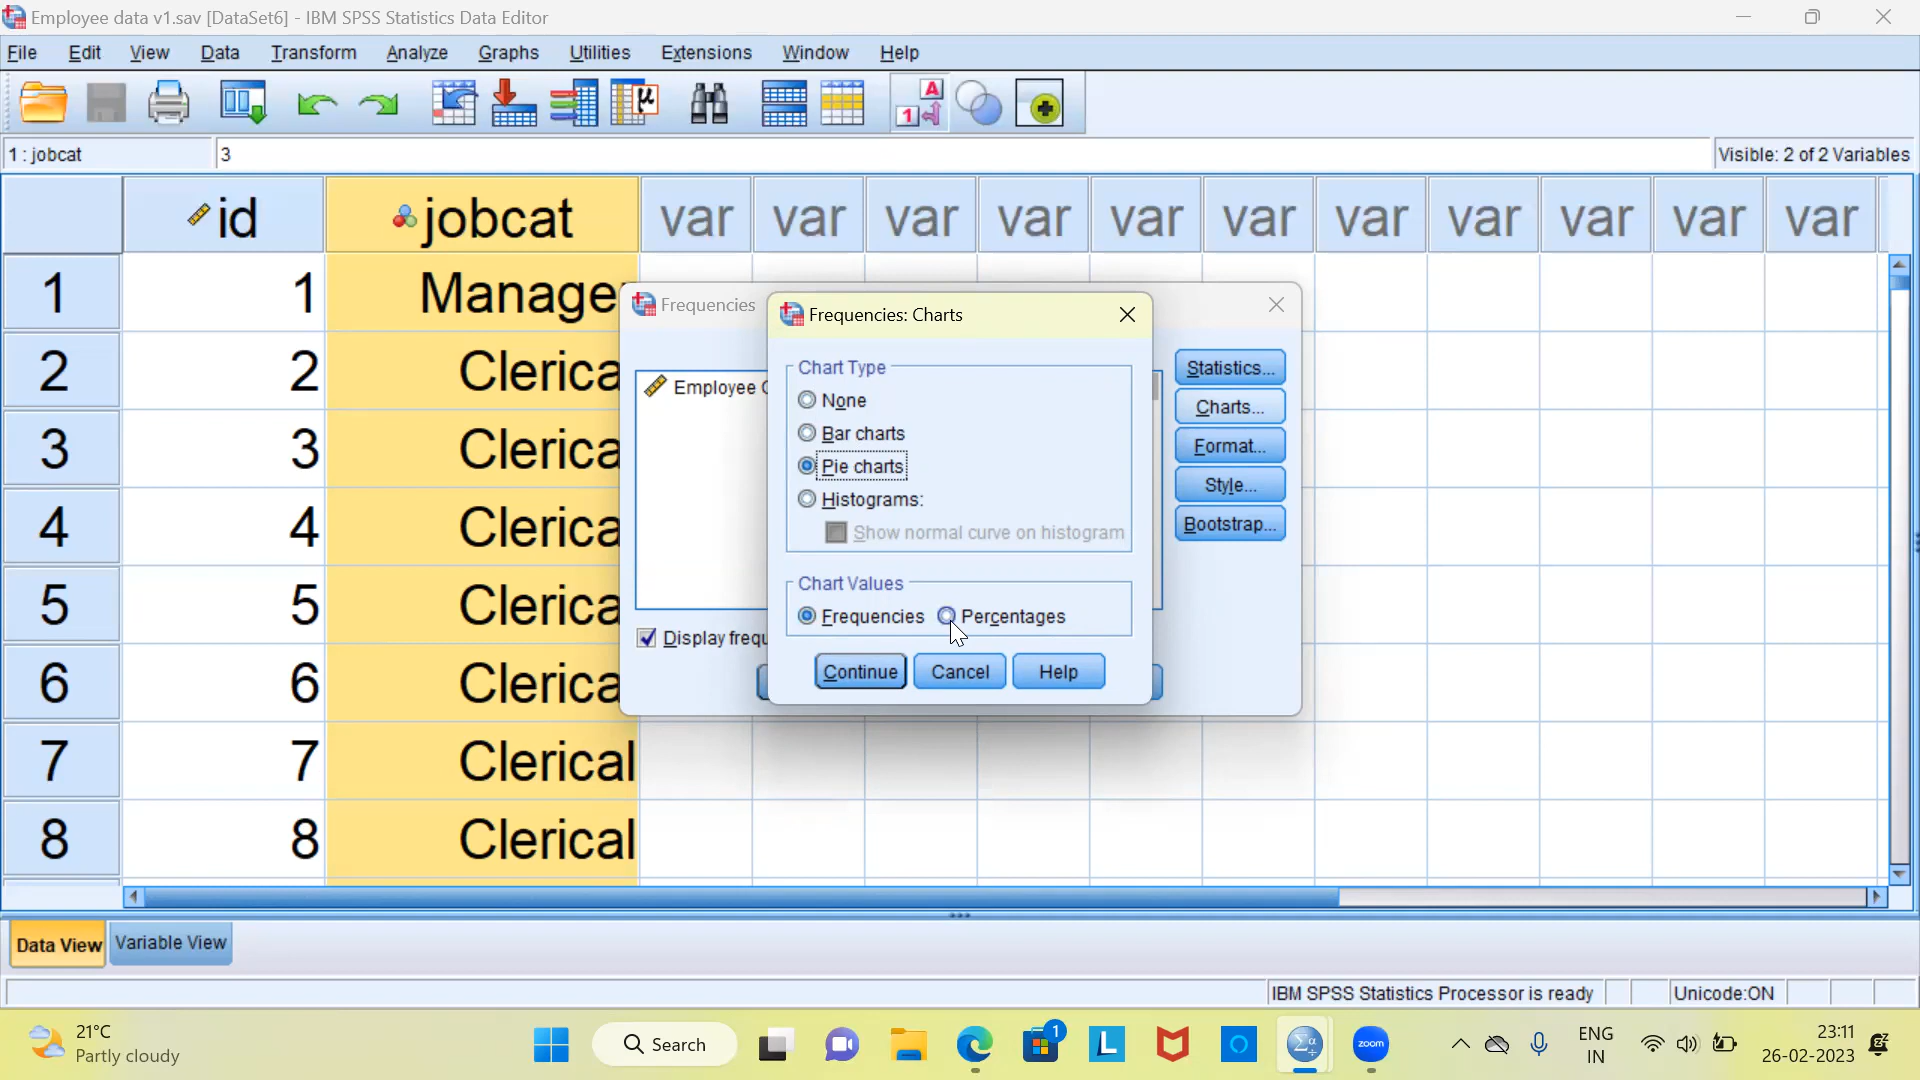 Employee data v1.sav [DataSet6] - IBM SPSS Statistics Data Editor
File Edit View Data Transform Analyze Graphs Utilities Extensions Window Help
1 : jobcat 3 Visible: 2 of 2 Variables
id jobcat var var var var var var var var var var var
1 1 Manager
2 2 Clerica
3 3 Clerica
4 4 Clerica
5 5 Clerica
6 6 Clerica
7 7 Clerical
8 8 Clerical
Frequencies
Employee C
Display frequ
Statistics...
Charts...
Format...
Style...
Bootstrap...
Frequencies: Charts
Chart Type
None
Bar charts
Pie charts
Histograms:
Show normal curve on histogram
Chart Values
Frequencies Percentages
Continue Cancel Help
Data View Variable View
IBM SPSS Statistics Processor is ready Unicode:ON
21°C
Partly cloudy
Search
1
L
zoom
ENG
IN
23:11
26-02-2023